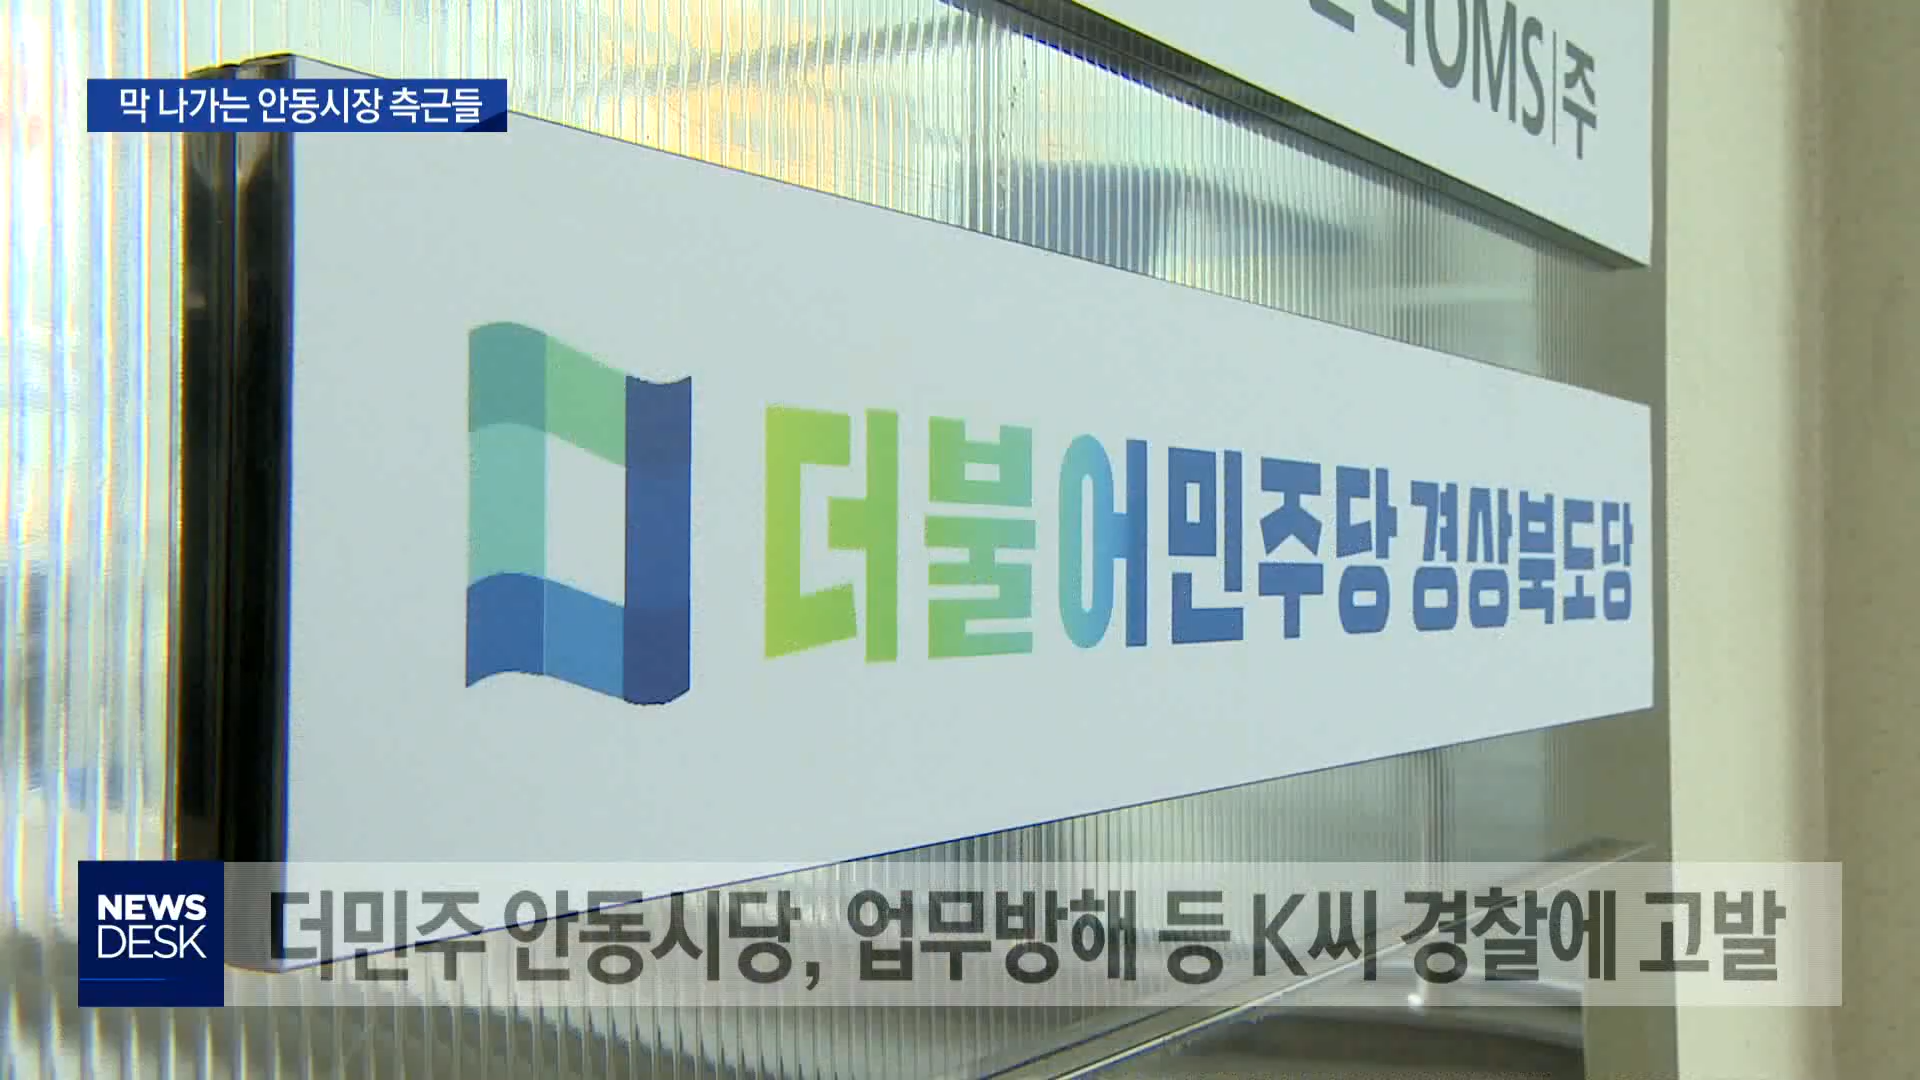 OMS|주
막 나가는 안동시장 측근들
더불어민주당 경상북도당
NEWS
DESK
더민주 안동시당, 업무방해 등 K씨 경찰에 고발